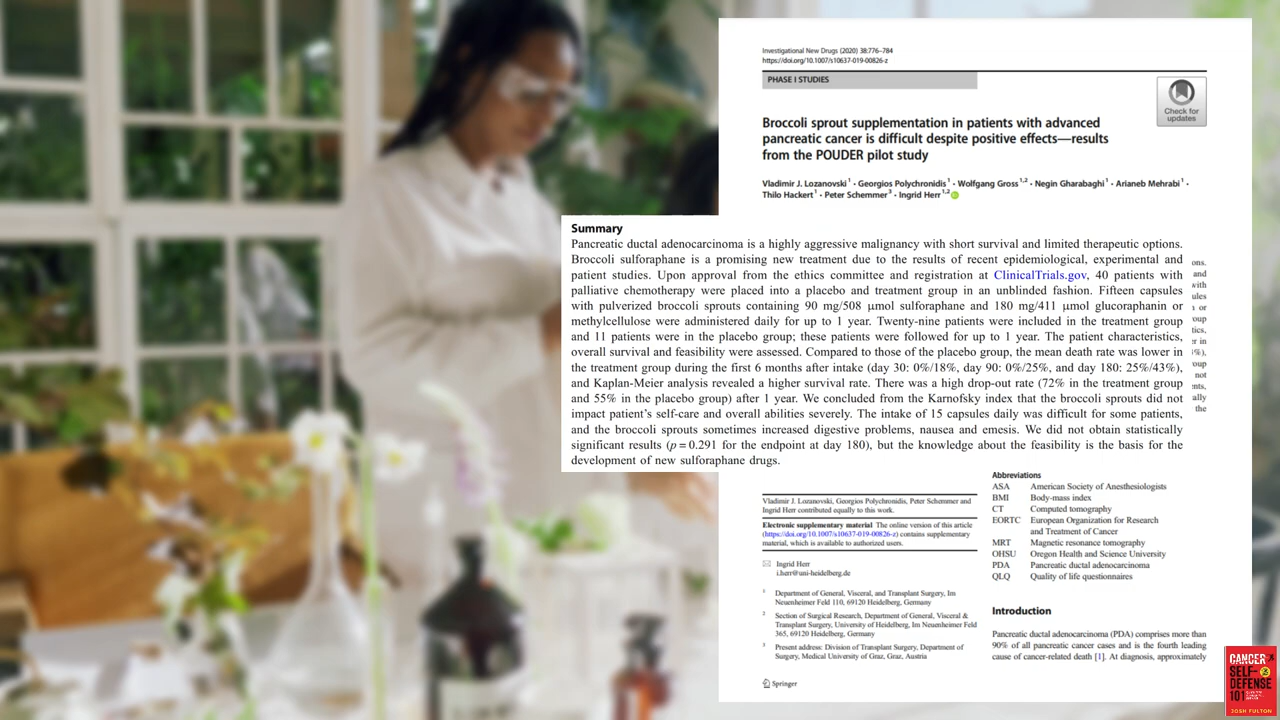 Investigational New Drugs (2020) 38:776–784
https://doi.org/10.1007/s10637-019-00826-z
PHASE I STUDIES
Check for
updates
Broccoli sprout supplementation in patients with advanced
pancreatic cancer is difficult despite positive effects—results
from the POUDER pilot study
Vladimir J. Lozanovski 1 · Georgios Polychronidis 1 · Wolfgang Gross 1,2 · Negin Gharabaghi 1 · Arianeb Mehrabi 1 ·
Thilo Hackert 1 · Peter Schemmer 3 · Ingrid Herr 1,2
Summary
Pancreatic ductal adenocarcinoma is a highly aggressive malignancy with short survival and limited therapeutic options.
Broccoli sulforaphane is a promising new treatment due to the results of recent epidemiological, experimental and
patient studies. Upon approval from the ethics committee and registration at ClinicalTrials.gov, 40 patients with
palliative chemotherapy were placed into a placebo and treatment group in an unblinded fashion. Fifteen capsules
with pulverized broccoli sprouts containing 90 mg/508 μmol sulforaphane and 180 mg/411 μmol glucoraphanin or
methylcellulose were administered daily for up to 1 year. Twenty-nine patients were included in the treatment group
and 11 patients were in the placebo group; these patients were followed for up to 1 year. The patient characteristics,
overall survival and feasibility were assessed. Compared to those of the placebo group, the mean death rate was lower in
the treatment group during the first 6 months after intake (day 30: 0%/18%, day 90: 0%/25%, and day 180: 25%/43%),
and Kaplan-Meier analysis revealed a higher survival rate. There was a high drop-out rate (72% in the treatment group
and 55% in the placebo group) after 1 year. We concluded from the Karnofsky index that the broccoli sprouts did not
impact patient's self-care and overall abilities severely. The intake of 15 capsules daily was difficult for some patients,
and the broccoli sprouts sometimes increased digestive problems, nausea and emesis. We did not obtain statistically
significant results (p = 0.291 for the endpoint at day 180), but the knowledge about the feasibility is the basis for the
development of new sulforaphane drugs.
Vladimir J. Lozanovski, Georgios Polychronidis, Peter Schemmer and
Ingrid Herr contributed equally to this work.
Electronic supplementary material The online version of this article
(https://doi.org/10.1007/s10637-019-00826-z) contains supplementary
material, which is available to authorized users.
Ingrid Herr
i.herr@uni-heidelberg.de
1 Department of General, Visceral, and Transplant Surgery, Im
Neuenheimer Feld 110, 69120 Heidelberg, Germany
2 Section of Surgical Research, Department of General, Visceral &
Transplant Surgery, University of Heidelberg, Im Neuenheimer Feld
365, 69120 Heidelberg, Germany
3 Present address: Division of Transplant Surgery, Department of
Surgery, Medical University of Graz, Graz, Austria
Springer
Abbreviations
ASA American Society of Anesthesiologists
BMI Body-mass index
CT Computed tomography
EORTC European Organization for Research
and Treatment of Cancer
MRT Magnetic resonance tomography
OHSU Oregon Health and Science University
PDA Pancreatic ductal adenocarcinoma
QLQ Quality of life questionnaires
Introduction
Pancreatic ductal adenocarcinoma (PDA) comprises more than
90% of all pancreatic cancer cases and is the fourth leading
cause of cancer-related death [1]. At diagnosis, approximately
CANCER
SELF-
DEFENSE
101
JOSH FULTON